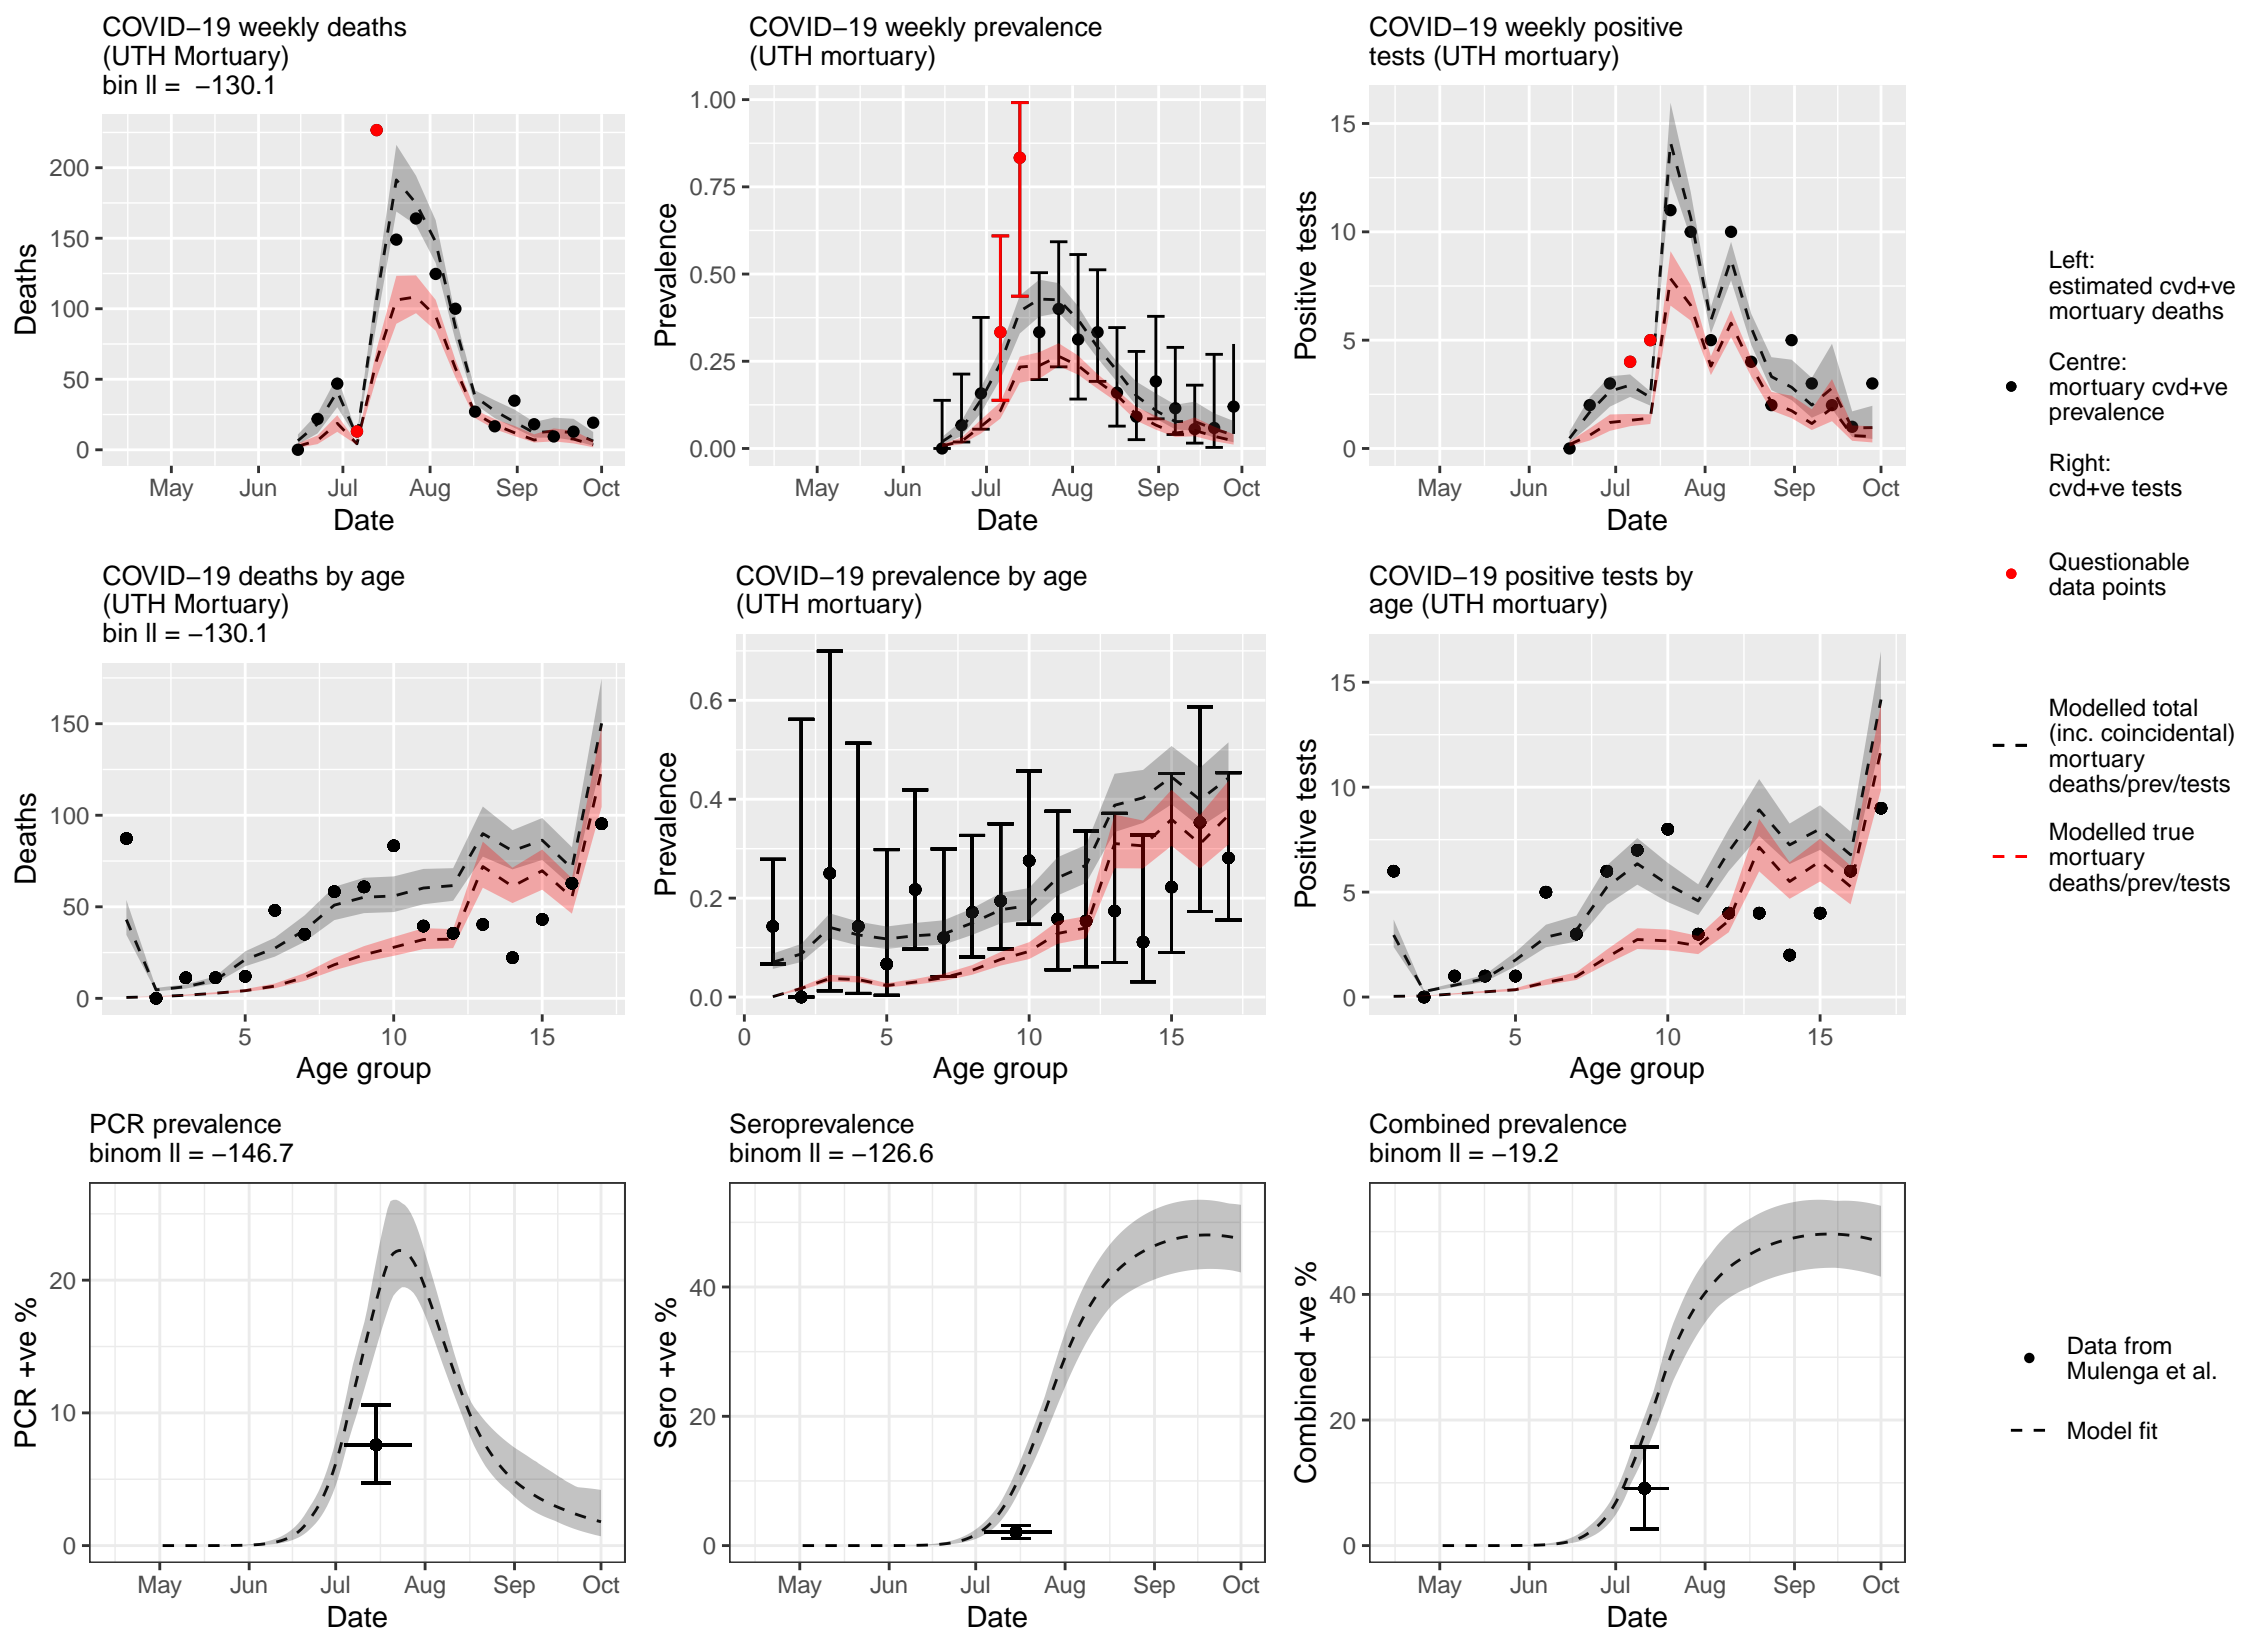 COVID−19 weekly deaths
(UTH Mortuary)
bin ll =  −130.1
Deaths
200
150
100
50
0
May Jun Jul Aug Sep Oct
Date
COVID−19 weekly prevalence
(UTH mortuary)
Prevalence
1.00
0.75
0.50
0.25
0.00
May Jun Jul Aug Sep Oct
Date
COVID−19 weekly positive
tests (UTH mortuary)
Positive tests
15
10
5
0
May Jun Jul Aug Sep Oct
Date
Left:
estimated cvd+ve
mortuary deaths
Centre:
mortuary cvd+ve
prevalence
Right:
cvd+ve tests
Questionable
data points
Modelled total
(inc. coincidental)
mortuary
deaths/prev/tests
Modelled true
mortuary
deaths/prev/tests
COVID−19 deaths by age
(UTH Mortuary)
bin ll = −130.1
Deaths
150
100
50
0
5 10 15
Age group
COVID−19 prevalence by age
(UTH mortuary)
Prevalence
0.6
0.4
0.2
0.0
0 5 10 15
Age group
COVID−19 positive tests by
age (UTH mortuary)
Positive tests
15
10
5
0
5 10 15
Age group
PCR prevalence
binom ll = −146.7
PCR +ve %
20
10
0
May Jun Jul Aug Sep Oct
Date
Seroprevalence
binom ll = −126.6
Sero +ve %
40
20
0
May Jun Jul Aug Sep Oct
Date
Combined prevalence
binom ll = −19.2
Combined +ve %
40
20
0
May Jun Jul Aug Sep Oct
Date
Data from
Mulenga et al.
Model fit